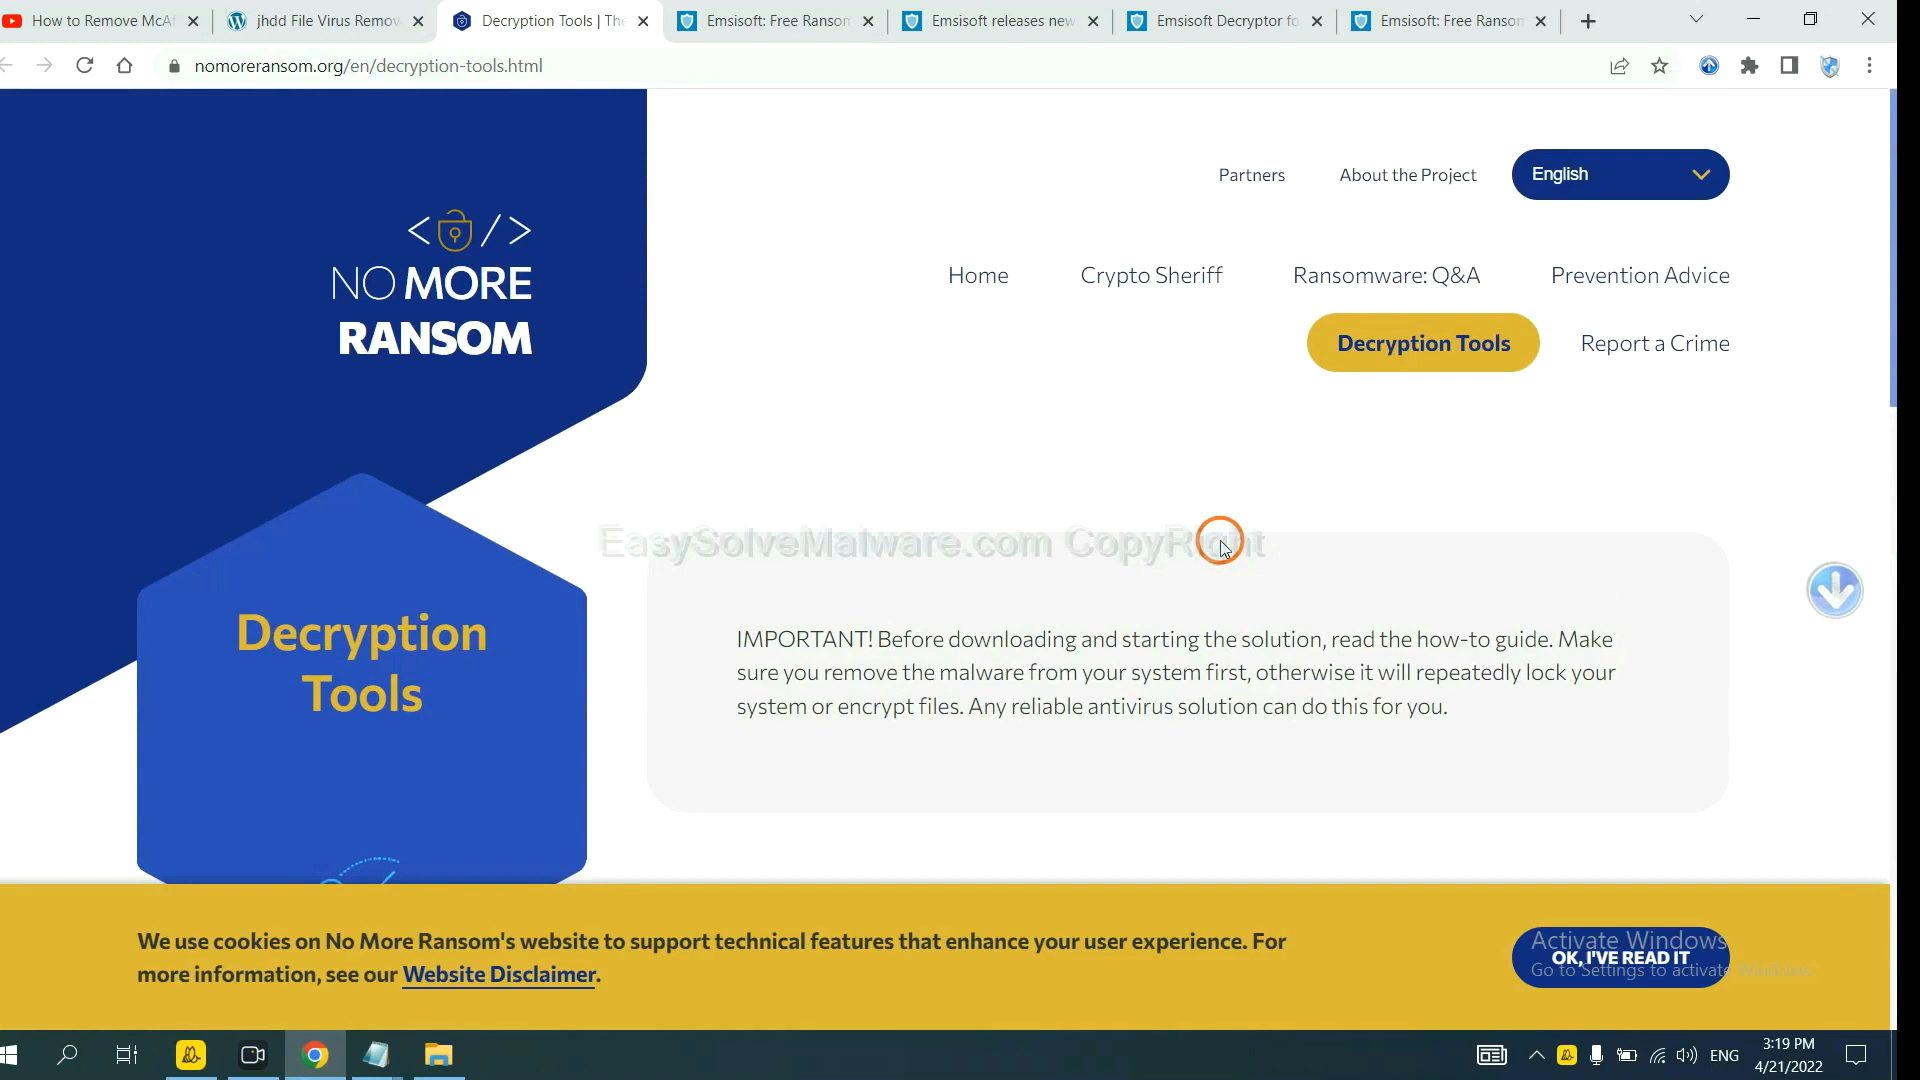 How to Remove McAf
jhdd File Virus Remov
Decryption Tools | The
Emsisoft: Free Ransom
Emsisoft releases new
Emsisoft Decryptor fo
Emsisoft: Free Ransom
nomoreransom.org/en/decryption-tools.html
Partners
About the Project
English
NO MORE
RANSOM
Home
Crypto Sheriff
Ransomware: Q&A
Prevention Advice
Decryption Tools
Report a Crime
EasySolveMalware.com CopyRight
Decryption
Tools
IMPORTANT! Before downloading and starting the solution, read the how-to guide. Make
sure you remove the malware from your system first, otherwise it will repeatedly lock your
system or encrypt files. Any reliable antivirus solution can do this for you.
We use cookies on No More Ransom's website to support technical features that enhance your user experience. For
more information, see our Website Disclaimer.
Activate Windows
OK, I'VE READ IT
Go to Settings to activate Windows.
ENG
3:19 PM
4/21/2022